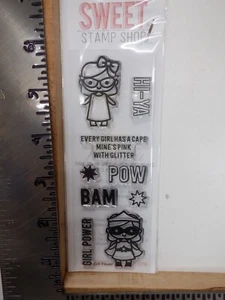 SWEET
STAMP SHOP
HI-YA
EVERY GIRL HAS A CAPE
MINE'S PINK
WITH GLITTER
POW
BAM
GIRL POWER